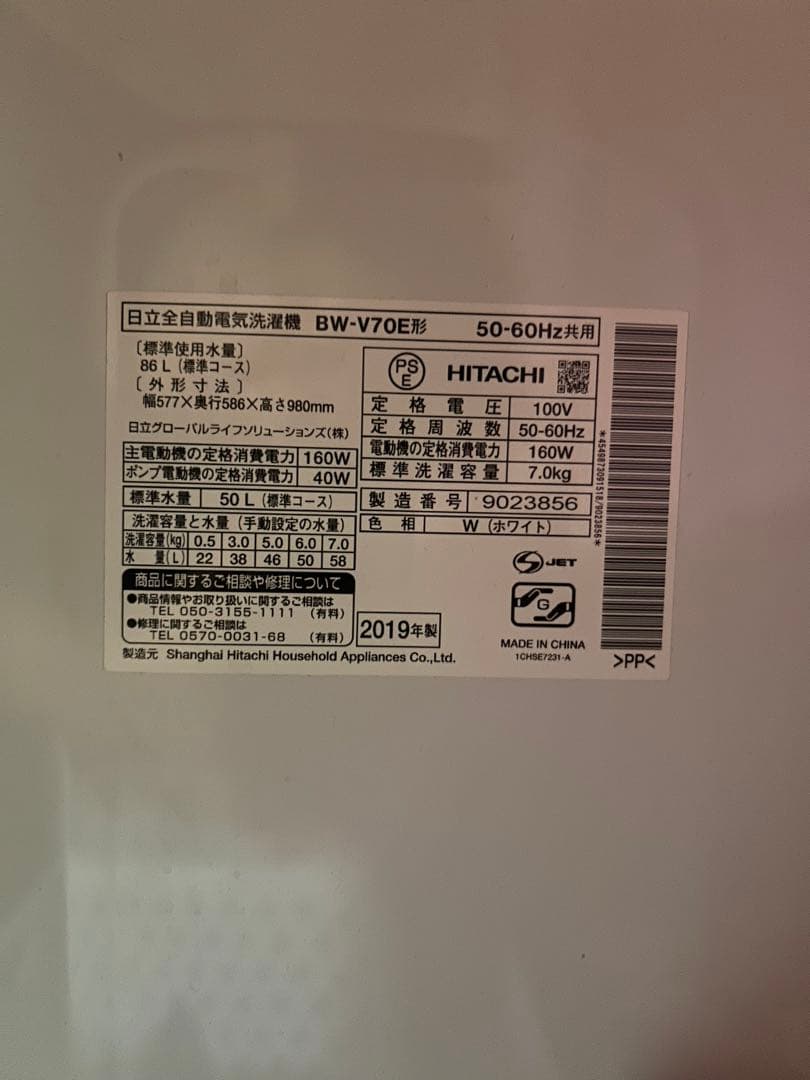 日立全自動電気洗濯機 BW-V70E形 50-60Hz共用
〔標準使用水量〕
86 L (標準コース)
〔外形寸法〕
幅577×奥行586×高さ980mm
日立グローバルライフソリューションズ(株)
主電動機の定格消費電力 160W
ポンプ電動機の定格消費電力 40W
標準水量 50 L (標準コース)
洗濯容量と水量 (手動設定の水量)
洗濯容量(kg) 0.5 3.0 5.0 6.0 7.0
水 量(L) 22 38 46 50 58
商品に関するご相談や修理について
●商品情報やお取り扱いに関するご相談は
TEL 050-3155-1111 (有料)
●修理に関するご相談は
TEL 0570-0031-68 (有料)
PS
E
HITACHI
定格電圧 100V
定格周波数 50-60Hz
電動機の定格消費電力 160W
標準洗濯容量 7.0kg
製造番号 9023856
色相 W (ホワイト)
S JET
G
2019年製
MADE IN CHINA
1CHSE7231-A
製造元 Shanghai Hitachi Household Appliances Co.,Ltd.
*4549873091518/9023856*
>PP<